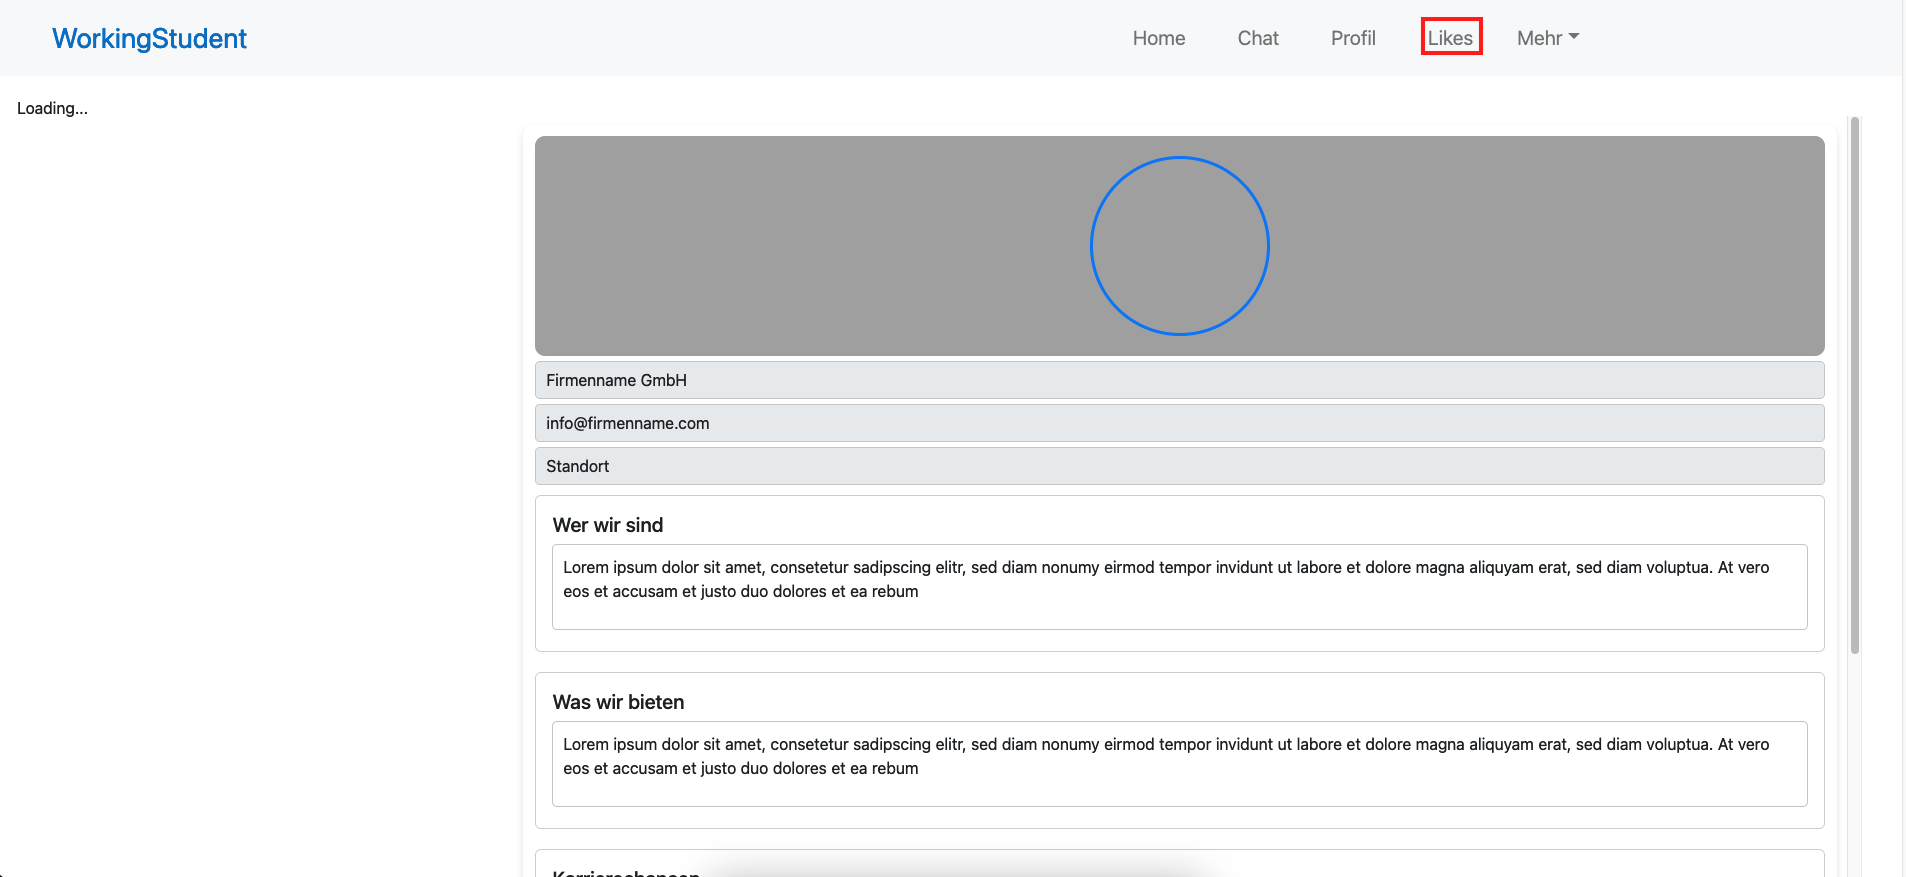 WorkingStudent
Home Chat Profil Likes Mehr
Loading...
Firmenname GmbH
info@firmenname.com
Standort
Wer wir sind
Lorem ipsum dolor sit amet, consetetur sadipscing elitr, sed diam nonumy eirmod tempor invidunt ut labore et dolore magna aliquyam erat, sed diam voluptua. At vero
eos et accusam et justo duo dolores et ea rebum
Was wir bieten
Lorem ipsum dolor sit amet, consetetur sadipscing elitr, sed diam nonumy eirmod tempor invidunt ut labore et dolore magna aliquyam erat, sed diam voluptua. At vero
eos et accusam et justo duo dolores et ea rebum
Karrierechancen